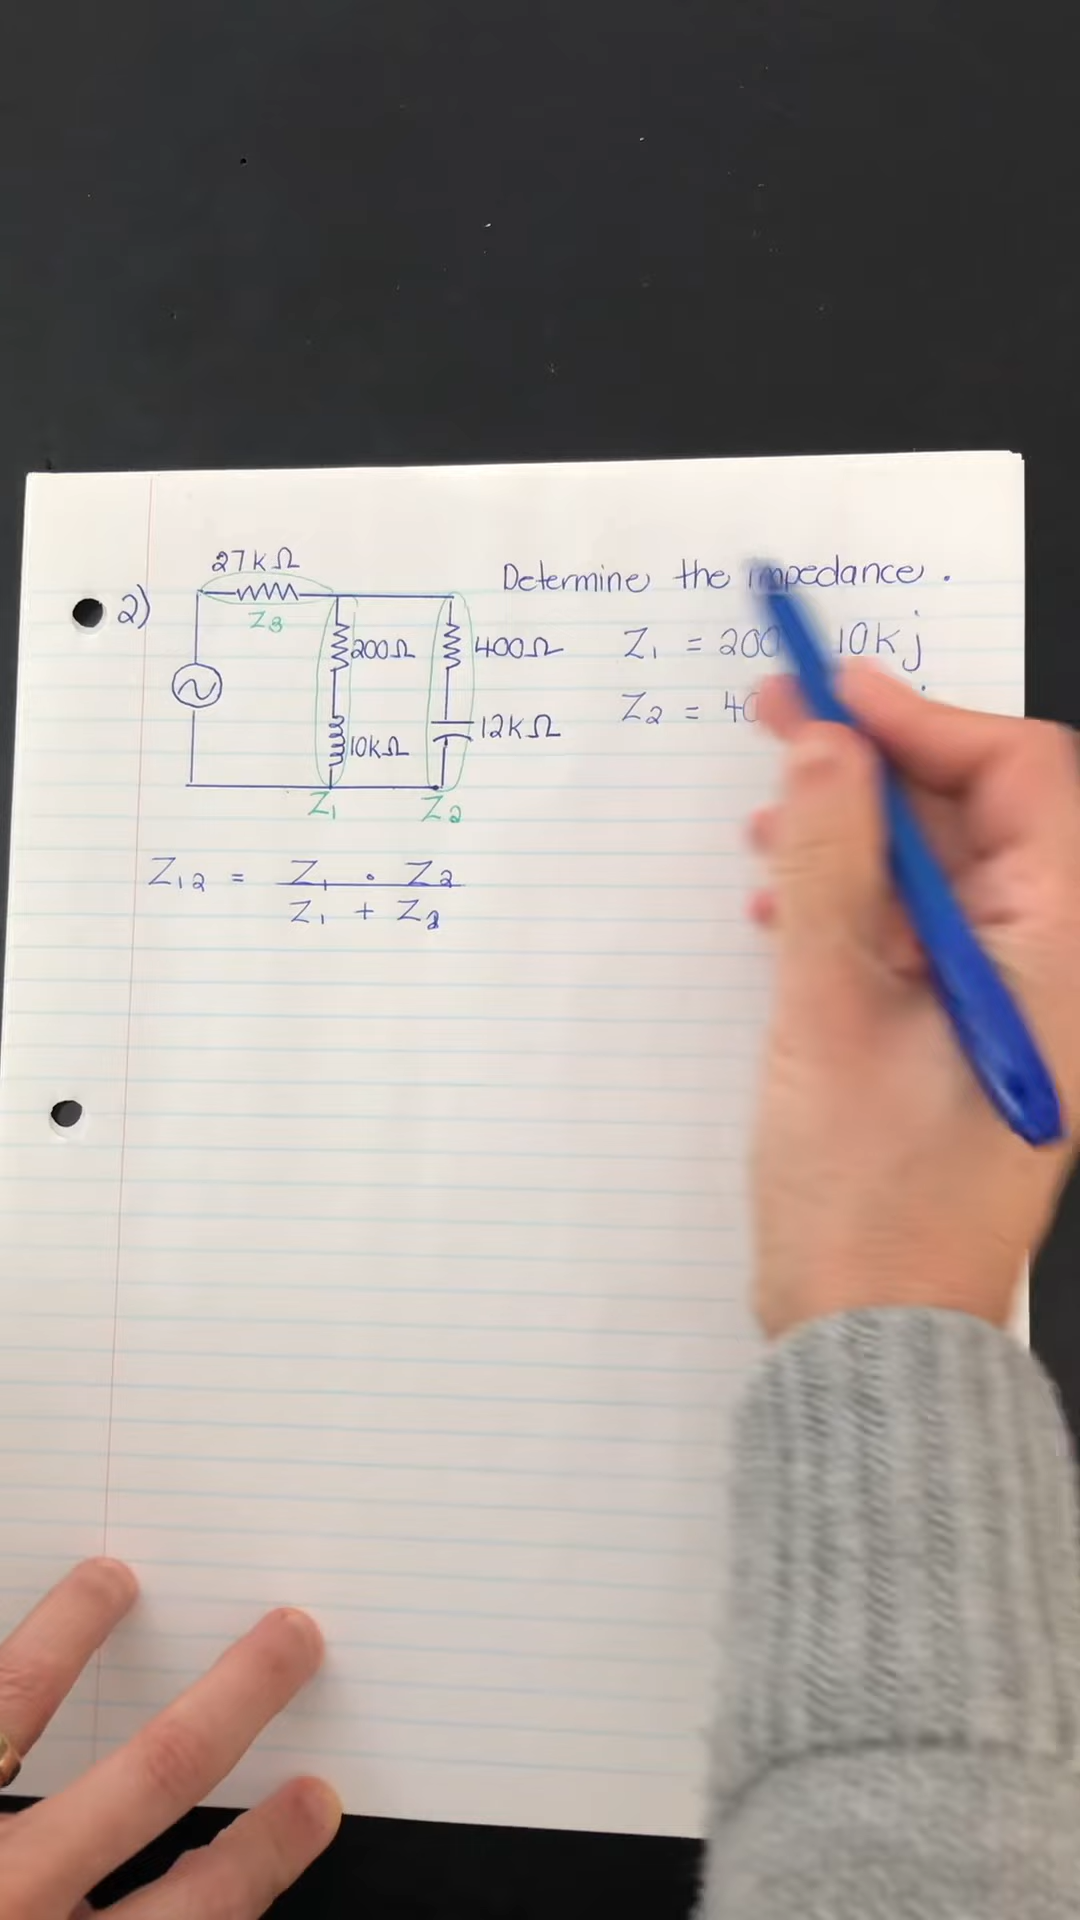 2)
27kΩ
Z3
200Ω
10kΩ
Z1
400Ω
12kΩ
Z2
Determine the impedance.
Z1 = 200 10kj
Z2 =
Z12 = Z1 · Z2
Z1 + Z2